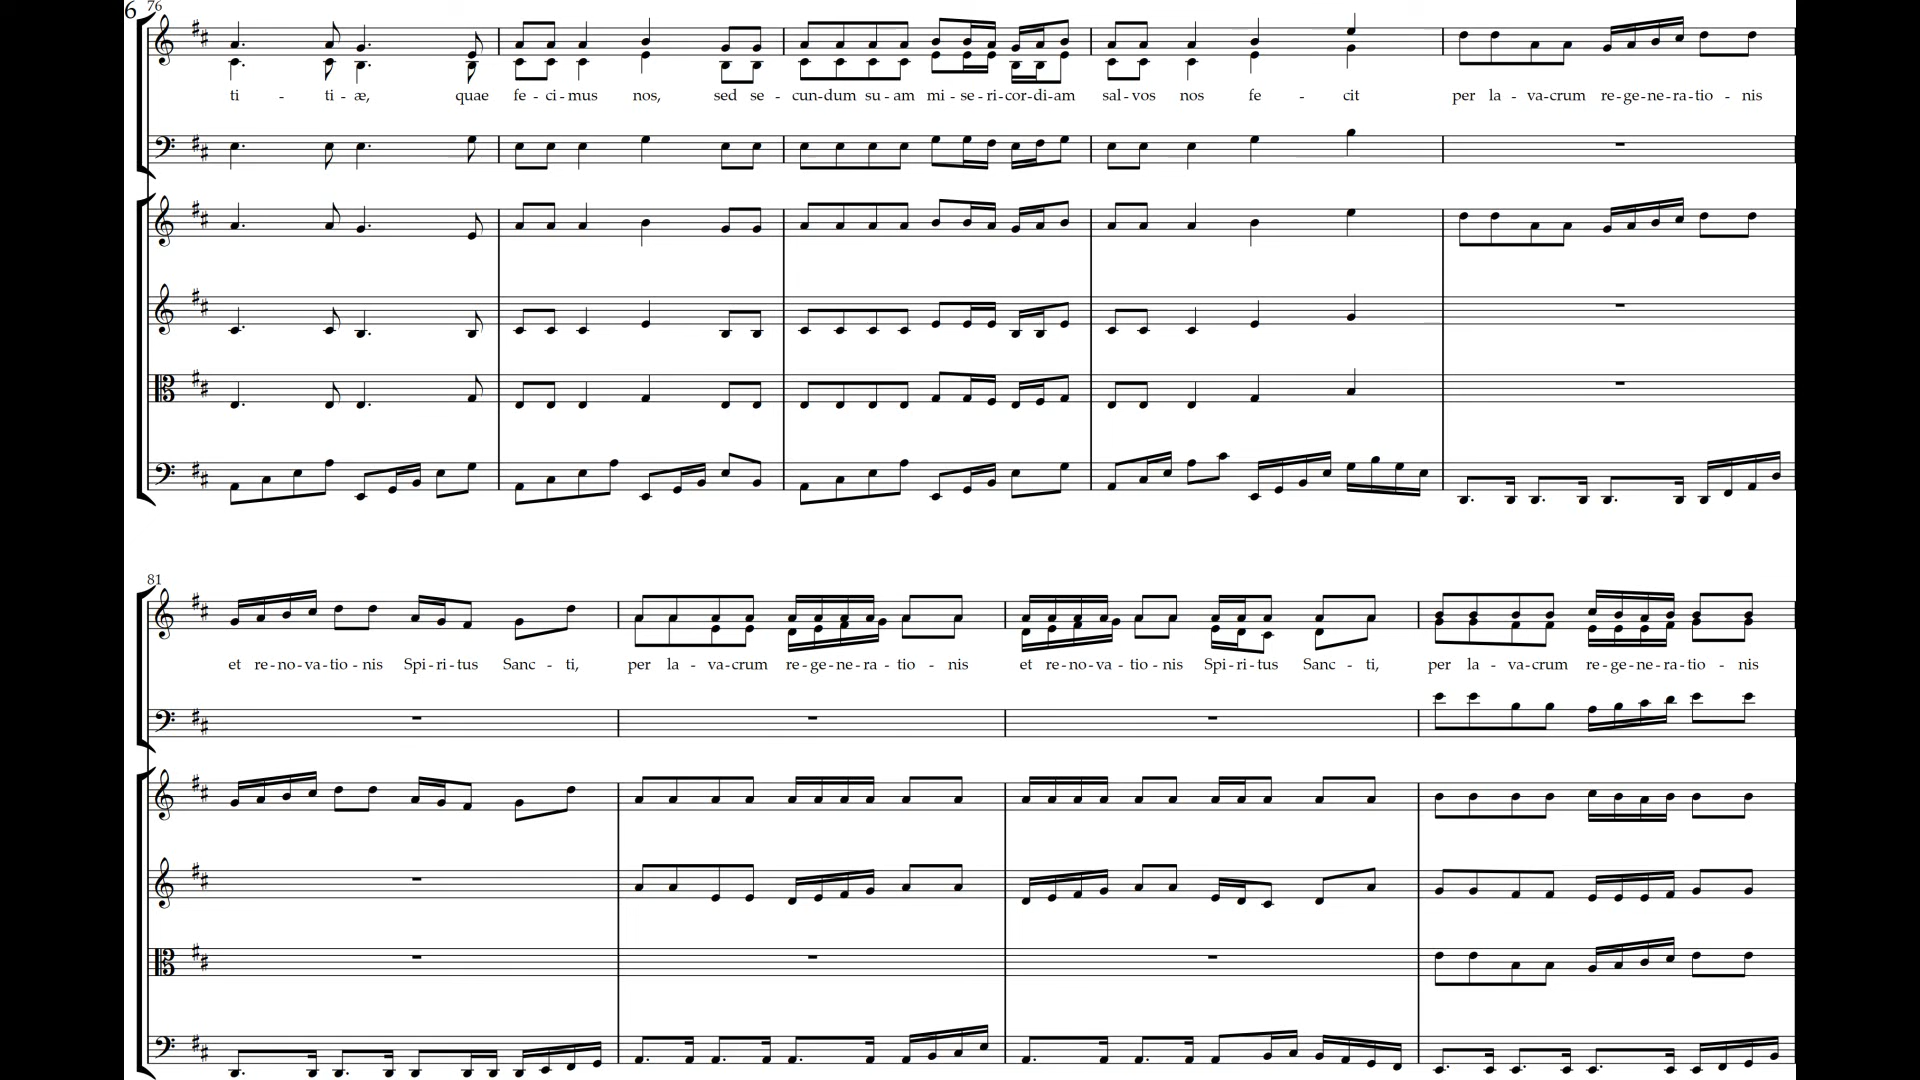 6 76
ti - ti - æ, quae fe - ci - mus nos, sed se - cun - dum su - am mi - se - ri - cor - di - am sal - vos nos fe - cit per la - va - crum re - ge - ne - ra - tio - nis
81
et re - no - va - tio - nis Spi - ri - tus Sanc - ti, per la - va - crum re - ge - ne - ra - tio - nis et re - no - va - tio - nis Spi - ri - tus Sanc - ti, per la - va - crum re - ge - ne - ra - tio - nis